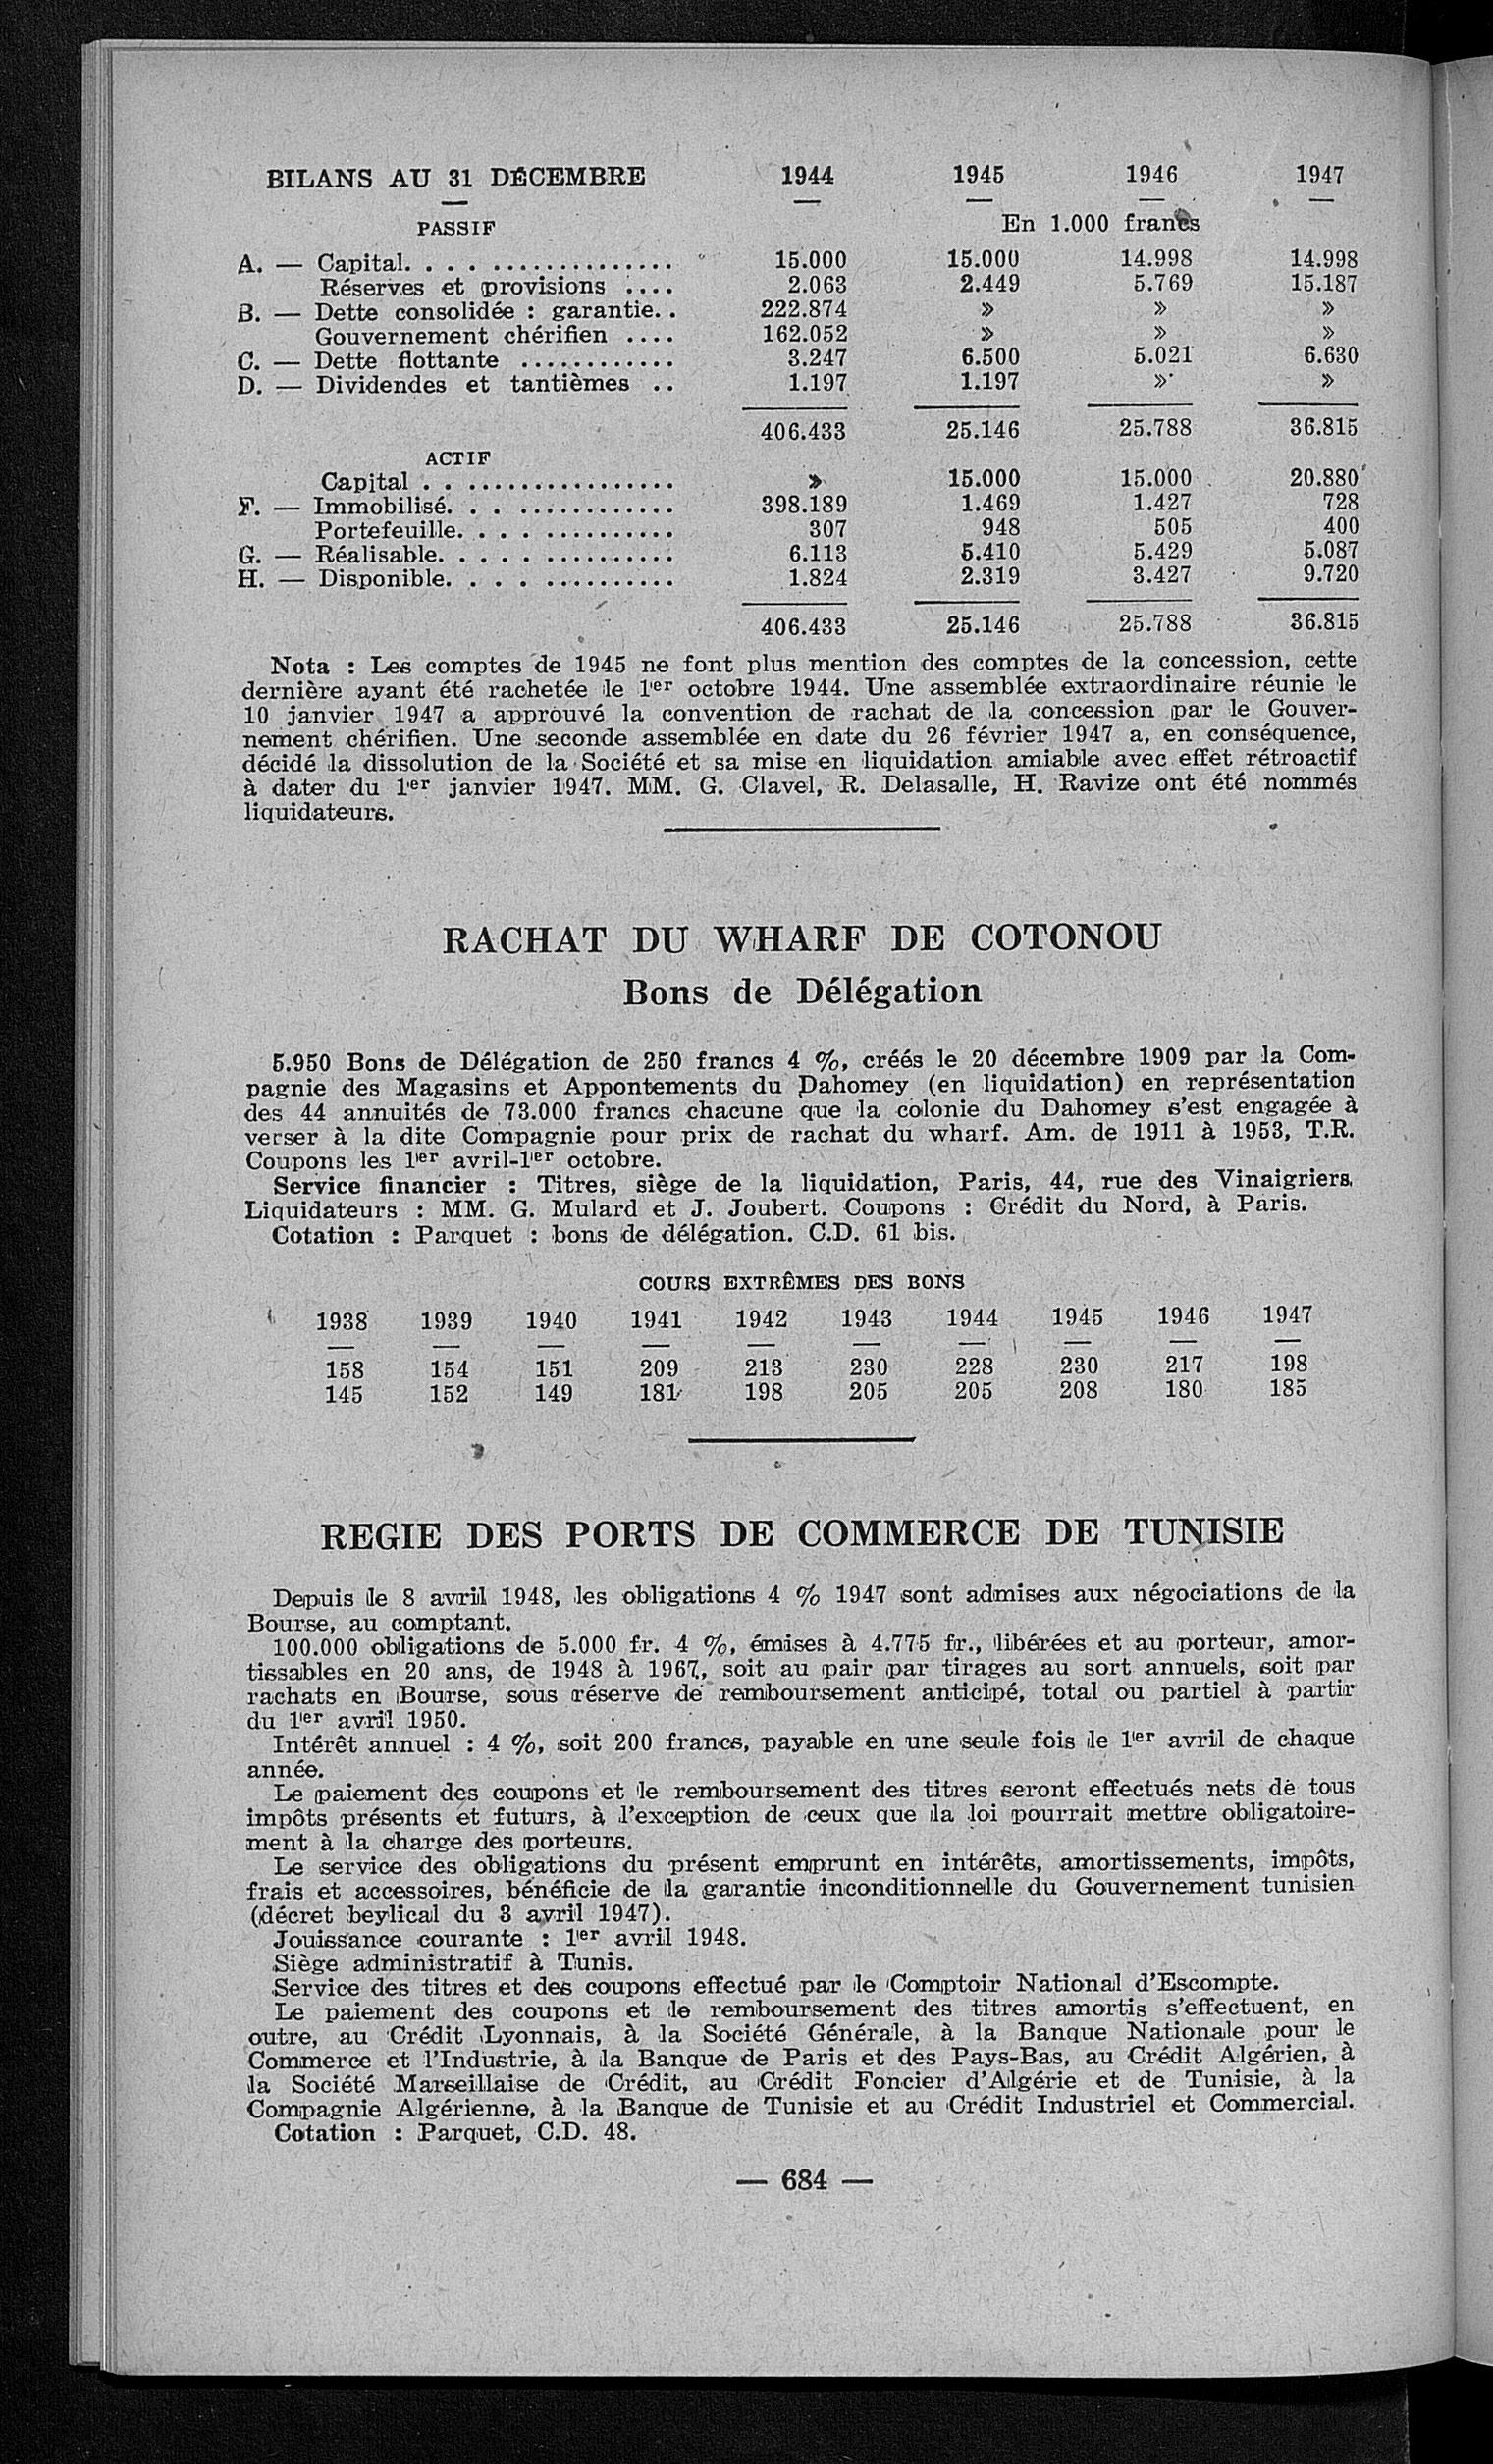 BILANS AU 31 DÉCEMBRE 1944 1945 1946 1947
PASSIF En 1.000 francs
A. — Capital. . . . ............... 15.000 15.000 14.998 14.998
Réserves et provisions .... 2.063 2.449 5.769 15.187
B. — Dette consolidée : garantie. . 222.874 » » »
Gouvernement chérifien .... 162.052 » » »
C. — Dette flottante ............ 3.247 6.500 5.021 6.630
D. — Dividendes et tantièmes .. 1.197 1.197 » »
406.433 25.146 25.788 36.815
ACTIF
Capital . . ................ » 15.000 15.000 20.880
F. — Immobilisé. . . ............. 398.189 1.469 1.427 728
Portefeuille. . . . ............ 307 948 505 400
G. — Réalisable. . . . .............. 6.113 5.410 5.429 5.087
H. — Disponible. . . . ............ 1.824 2.319 3.427 9.720
406.433 25.146 25.788 36.815
Nota : Les comptes de 1945 ne font plus mention des comptes de la concession, cette
dernière ayant été rachetée le 1er octobre 1944. Une assemblée extraordinaire réunie le
10 janvier 1947 a approuvé la convention de rachat de la concession par le Gouver-
nement chérifien. Une seconde assemblée en date du 26 février 1947 a, en conséquence,
décidé la dissolution de la Société et sa mise en liquidation amiable avec effet rétroactif
à dater du 1er janvier 1947. MM. G. Clavel, R. Delasalle, H. Ravize ont été nommés
liquidateurs.
RACHAT DU WHARF DE COTONOU
Bons de Délégation
5.950 Bons de Délégation de 250 francs 4 %, créés le 20 décembre 1909 par la Com-
pagnie des Magasins et Appontements du Dahomey (en liquidation) en représentation
des 44 annuités de 73.000 francs chacune que la colonie du Dahomey s'est engagée à
verser à la dite Compagnie pour prix de rachat du wharf. Am. de 1911 à 1953, T.R.
Coupons les 1er avril-1er octobre.
Service financier : Titres, siège de la liquidation, Paris, 44, rue des Vinaigriers.
Liquidateurs : MM. G. Mulard et J. Joubert. Coupons : Crédit du Nord, à Paris.
Cotation : Parquet : bons de délégation. C.D. 61 bis.
COURS EXTRÊMES DES BONS
1938 1939 1940 1941 1942 1943 1944 1945 1946 1947
158 154 151 209 213 230 228 230 217 198
145 152 149 181 198 205 205 208 180 185
REGIE DES PORTS DE COMMERCE DE TUNISIE
Depuis le 8 avril 1948, les obligations 4 % 1947 sont admises aux négociations de la
Bourse, au comptant.
100.000 obligations de 5.000 fr. 4 %, émises à 4.775 fr., libérées et au porteur, amor-
tissables en 20 ans, de 1948 à 1967, soit au pair par tirages au sort annuels, soit par
rachats en Bourse, sous réserve de remboursement anticipé, total ou partiel à partir
du 1er avril 1950.
Intérêt annuel : 4 %, soit 200 francs, payable en une seule fois le 1er avril de chaque
année.
Le paiement des coupons et le remboursement des titres seront effectués nets de tous
impôts présents et futurs, à l'exception de ceux que la loi pourrait mettre obligatoire-
ment à la charge des porteurs.
Le service des obligations du présent emprunt en intérêts, amortissements, impôts,
frais et accessoires, bénéficie de la garantie inconditionnelle du Gouvernement tunisien
(décret beylical du 3 avril 1947).
Jouissance courante : 1er avril 1948.
Siège administratif à Tunis.
Service des titres et des coupons effectué par le Comptoir National d'Escompte.
Le paiement des coupons et le remboursement des titres amortis s'effectuent, en
outre, au Crédit Lyonnais, à la Société Générale, à la Banque Nationale pour le
Commerce et l'Industrie, à la Banque de Paris et des Pays-Bas, au Crédit Algérien, à
la Société Marseillaise de Crédit, au Crédit Foncier d'Algérie et de Tunisie, à la
Compagnie Algérienne, à la Banque de Tunisie et au Crédit Industriel et Commercial.
Cotation : Parquet, C.D. 48.
— 684 —